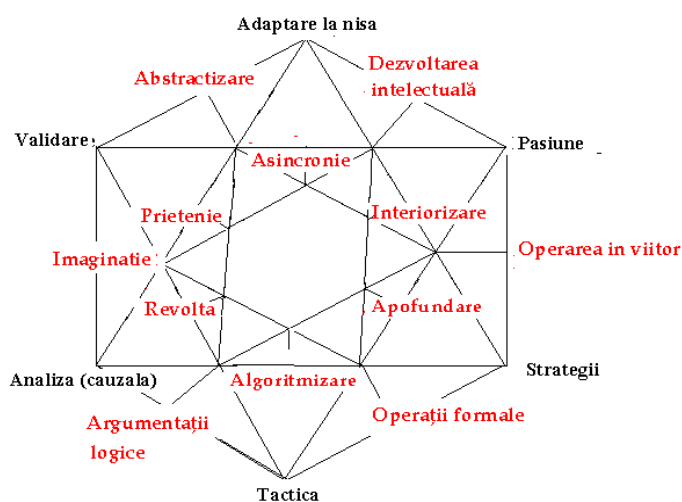 Adaptare la nisa
Abstractizare
Dezvoltarea
intelectuală
Validare
Pasiune
Asincronie
Prietenie
Interiorizare
Imaginatie
Operarea in viitor
Revolta
Apofundare
Analiza (cauzala)
Algoritmizare
Strategii
Argumentații
logice
Operații formale
Tactica